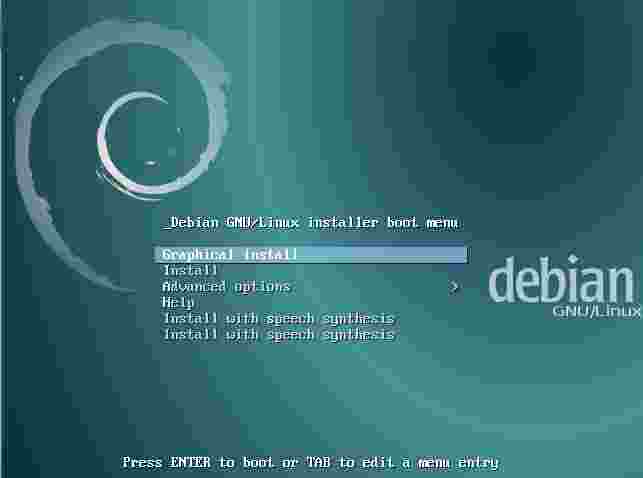 _Debian GNU/Linux installer boot menu
Graphical install
Install
Advanced options >
Help
Install with speech synthesis
Install with speech synthesis
debian
GNU/Linux
Press ENTER to boot or TAB to edit a menu entry